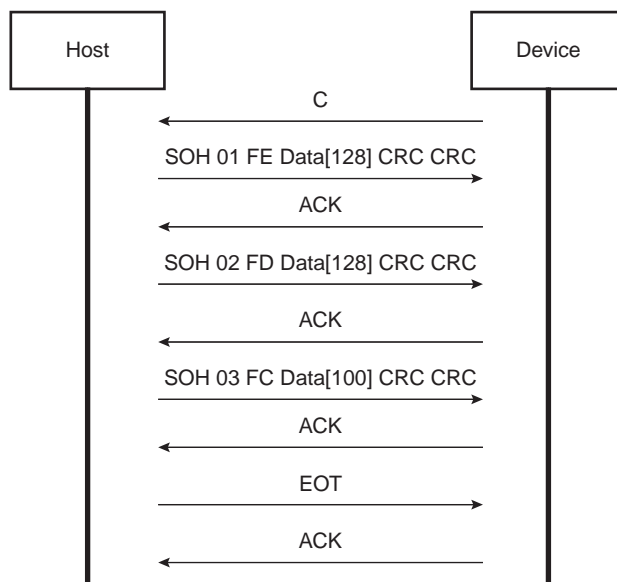 Host
Device
C
SOH 01 FE Data[128] CRC CRC
ACK
SOH 02 FD Data[128] CRC CRC
ACK
SOH 03 FC Data[100] CRC CRC
ACK
EOT
ACK